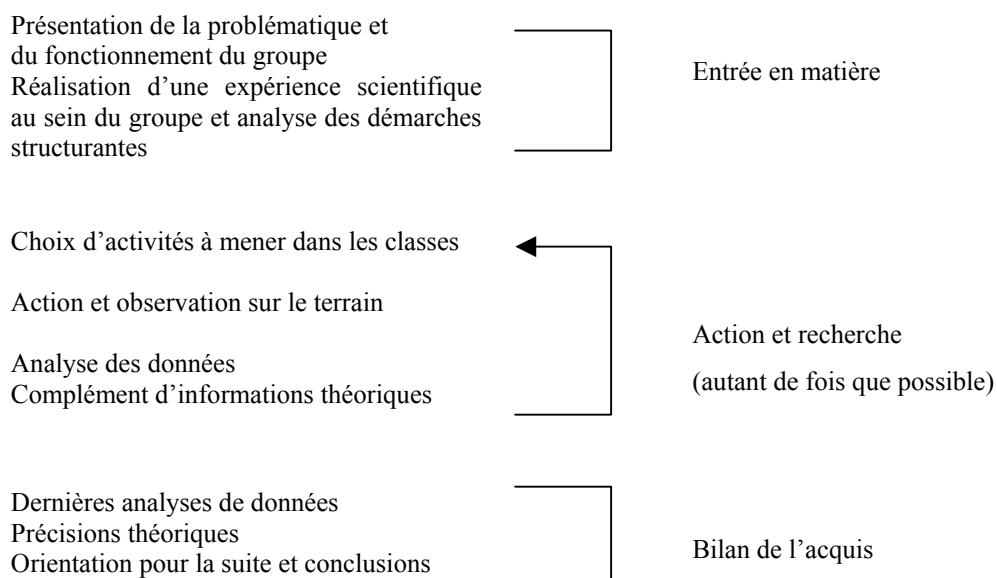 Présentation de la problématique et
du fonctionnement du groupe
Réalisation d’une expérience scientifique
au sein du groupe et analyse des démarches
structurantes
Entrée en matière
Choix d’activités à mener dans les classes
Action et observation sur le terrain
Analyse des données
Complément d’informations théoriques
Action et recherche
(autant de fois que possible)
Dernières analyses de données
Précisions théoriques
Orientation pour la suite et conclusions
Bilan de l’acquis